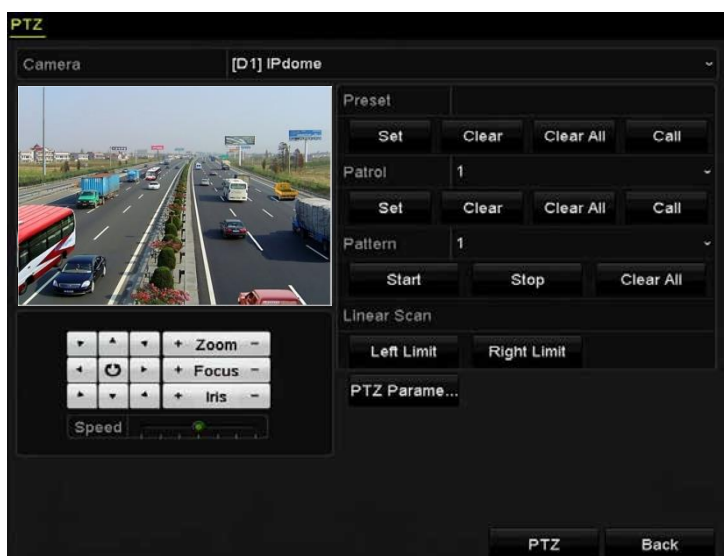 PTZ
Camera [D1] IPdome
Preset
Set Clear Clear All Call
Patrol 1
Set Clear Clear All Call
Pattern 1
Start Stop Clear All
Linear Scan
Left Limit Right Limit
PTZ Parame...
+ Zoom -
+ Focus -
+ Iris -
Speed
PTZ Back